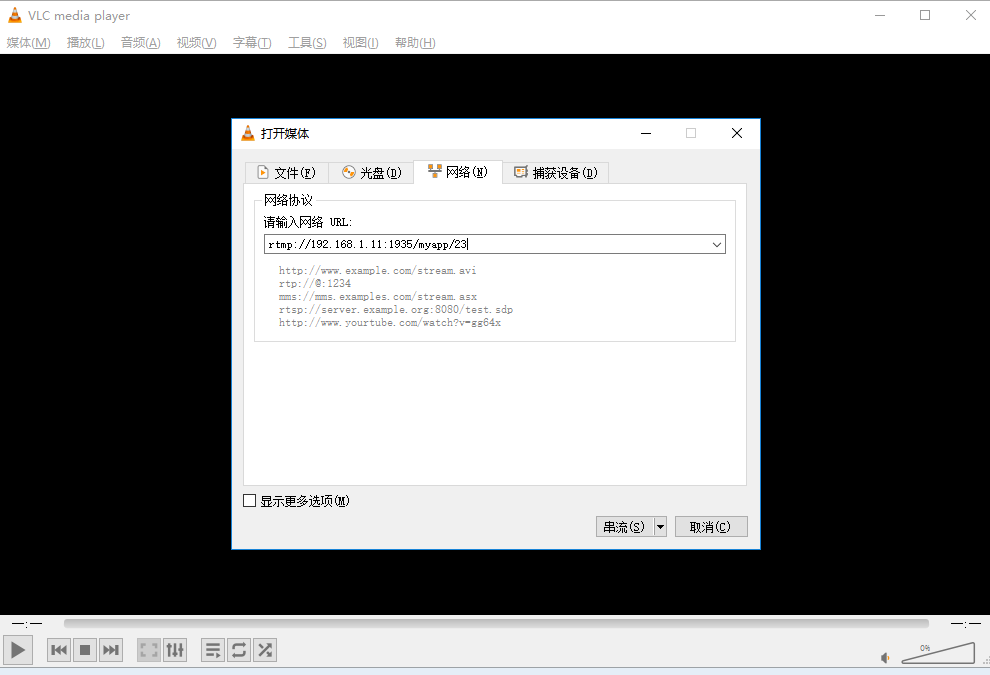 VLC media player
媒体(M) 播放(L) 音频(A) 视频(V) 字幕(T) 工具(S) 视图(I) 帮助(H)
打开媒体
文件(F) 光盘(D) 网络(N) 捕获设备(D)
网络协议
请输入网络 URL:
rtmp://192.168.1.11:1935/myapp/23
http://www.example.com/stream.avi
rtp://@:1234
mms://mms.examples.com/stream.asx
rtsp://server.example.org:8080/test.sdp
http://www.yourtube.com/watch?v=gg64x
显示更多选项(M)
串流(S) 取消(C)
--:-- --:--
0%